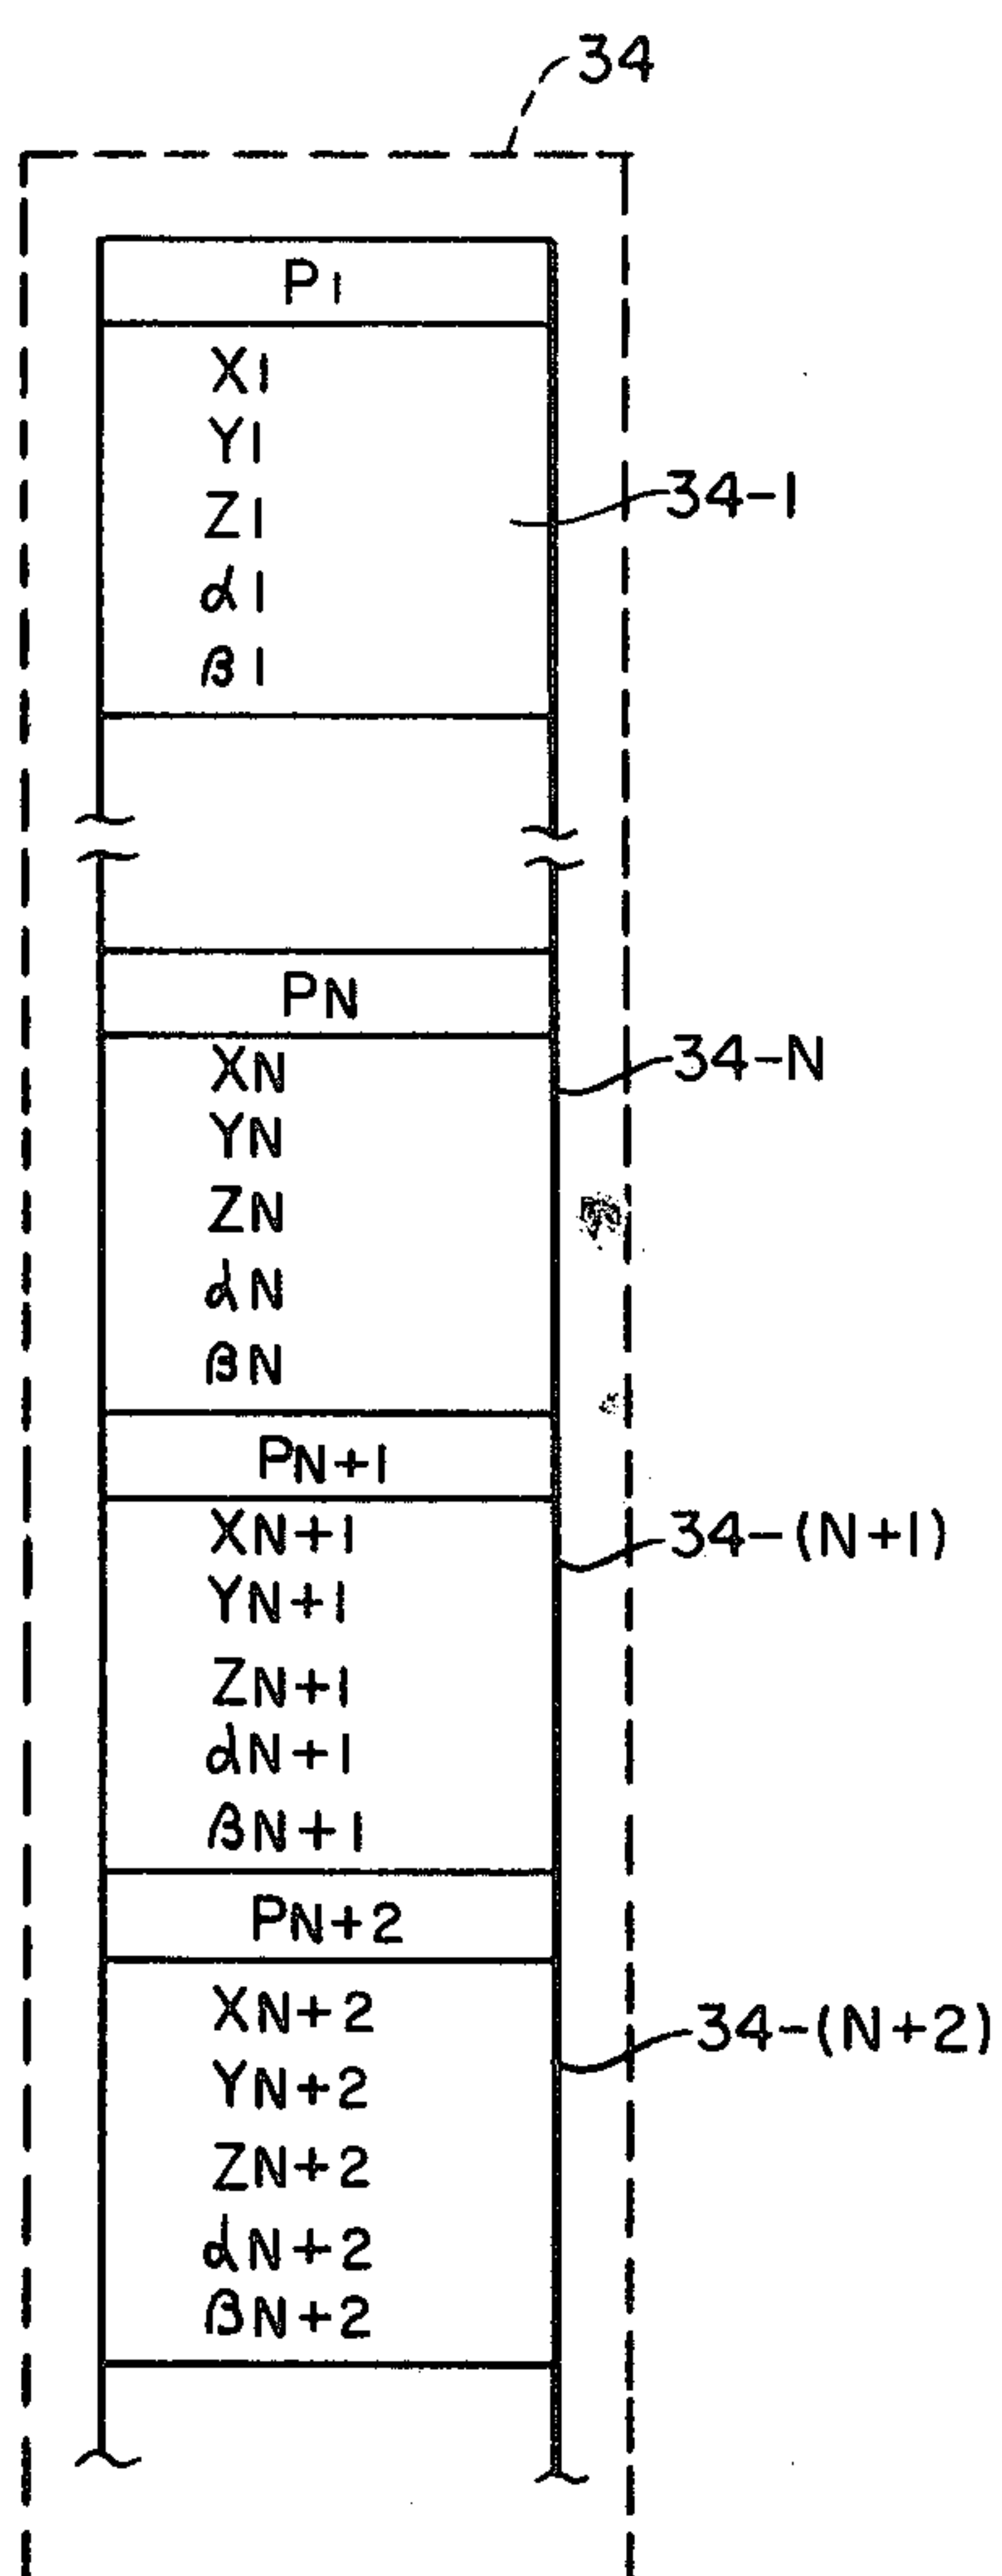 34
P1
X1
Y1
Z1
34-1
α1
β1
PN
XN
34-N
YN
ZN
αN
βN
PN+1
XN+1
34-(N+1)
YN+1
ZN+1
αN+1
βN+1
PN+2
XN+2
34-(N+2)
YN+2
ZN+2
αN+2
βN+2